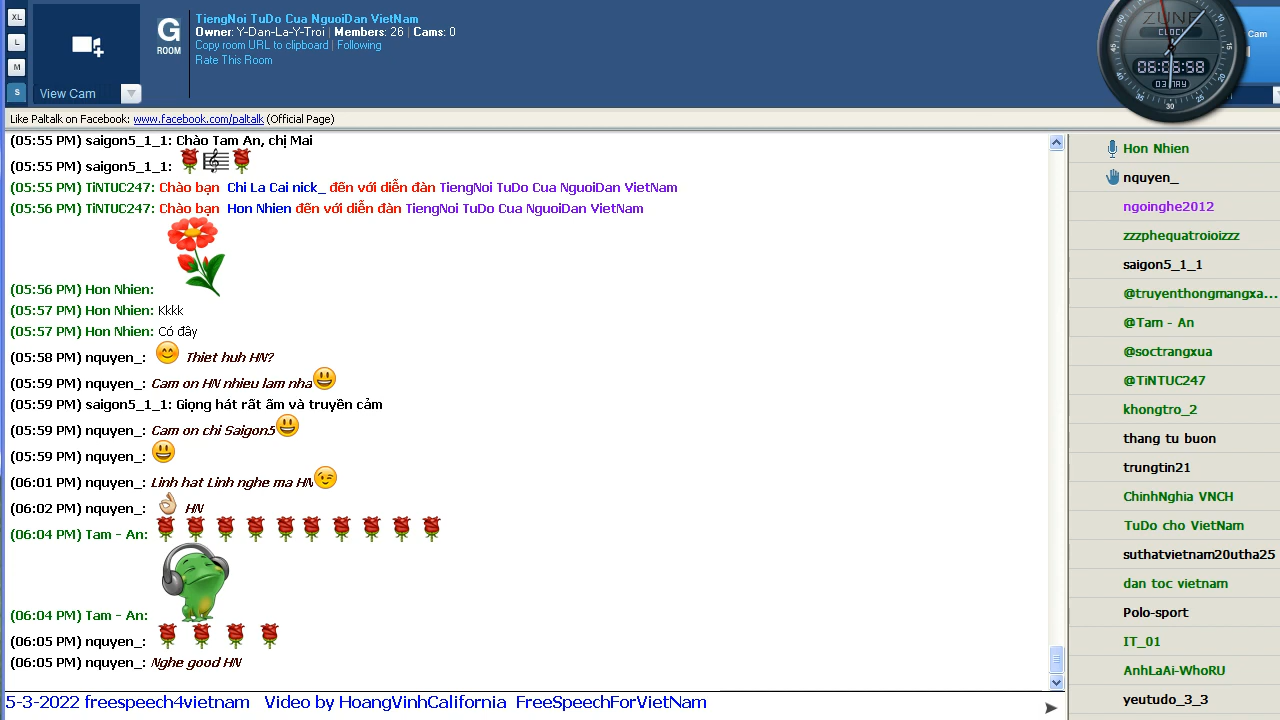 XL
L
M
S
View Cam
G
ROOM
TiengNoi TuDo Cua NguoiDan VietNam
Owner: Y-Dan-La-Y-Troi | Members: 26 | Cams: 0
Copy room URL to clipboard | Following
Rate This Room
ZUNE
CLOCK
06:06:58
03 MAY
Cam
Like Paltalk on Facebook: www.facebook.com/paltalk (Official Page)
(05:55 PM) saigon5_1_1: Chào Tam An, chị Mai
(05:55 PM) saigon5_1_1:
(05:55 PM) TiNTUC247: Chào bạn Chi La Cai nick_ đến với diễn đàn TiengNoi TuDo Cua NguoiDan VietNam
(05:56 PM) TiNTUC247: Chào bạn Hon Nhien đến với diễn đàn TiengNoi TuDo Cua NguoiDan VietNam
(05:56 PM) Hon Nhien:
(05:57 PM) Hon Nhien: Kkkk
(05:57 PM) Hon Nhien: Có đây
(05:58 PM) nquyen_: Thiet huh HN?
(05:59 PM) nquyen_: Cam on HN nhieu lam nha
(05:59 PM) saigon5_1_1: Giọng hát rất ấm và truyền cảm
(05:59 PM) nquyen_: Cam on chi Saigon5
(05:59 PM) nquyen_:
(06:01 PM) nquyen_: Linh hat Linh nghe ma HN
(06:02 PM) nquyen_: HN
(06:04 PM) Tam - An:
(06:04 PM) Tam - An:
(06:05 PM) nquyen_:
(06:05 PM) nquyen_: Nghe good HN
Hon Nhien
nquyen_
ngoinghe2012
zzzphequatroioizzz
saigon5_1_1
@truyenthongmangxa...
@Tam - An
@soctrangxua
@TiNTUC247
khongtro_2
thang tu buon
trungtin21
ChinhNghia VNCH
TuDo cho VietNam
suthatvietnam20utha25
dan toc vietnam
Polo-sport
IT_01
AnhLaAi-WhoRU
yeutudo_3_3
5-3-2022 freespeech4vietnam Video by HoangVinhCalifornia FreeSpeechForVietNam